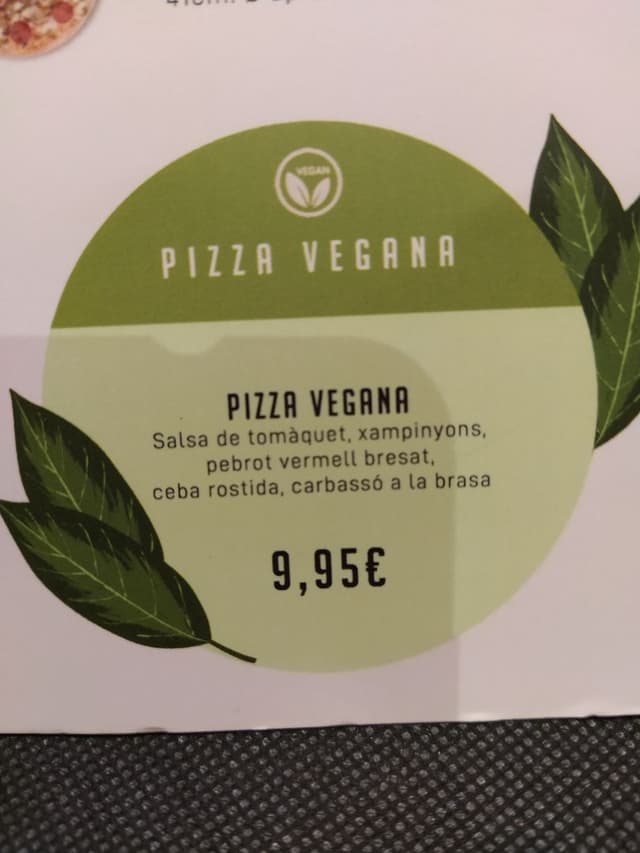 VEGAN
PIZZA VEGANA
PIZZA VEGANA
Salsa de tomàquet, xampinyons,
pebrot vermell bresat,
ceba rostida, carbassó a la brasa
9,95€